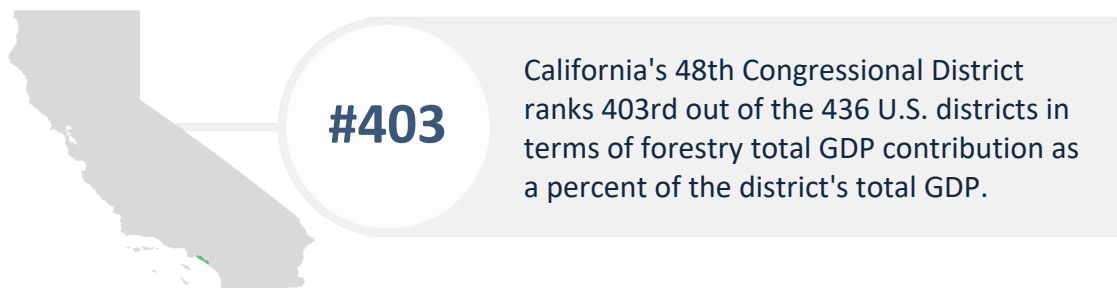 #403
California's 48th Congressional District
ranks 403rd out of the 436 U.S. districts in
terms of forestry total GDP contribution as
a percent of the district's total GDP.